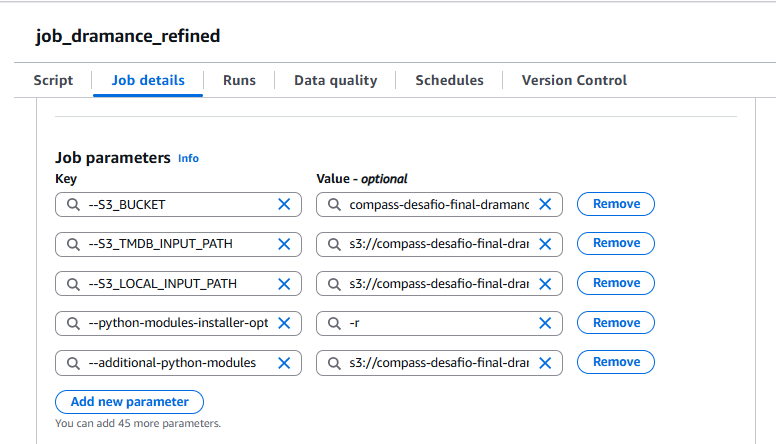 job_dramance_refined
Script Job details Runs Data quality Schedules Version Control
Job parameters Info
Key Value - optional
--S3_BUCKET compass-desafio-final-dramanc Remove
--S3_TMDB_INPUT_PATH s3://compass-desafio-final-drar Remove
--S3_LOCAL_INPUT_PATH s3://compass-desafio-final-drar Remove
--python-modules-installer-opt -r Remove
--additional-python-modules s3://compass-desafio-final-drar Remove
Add new parameter
You can add 45 more parameters.